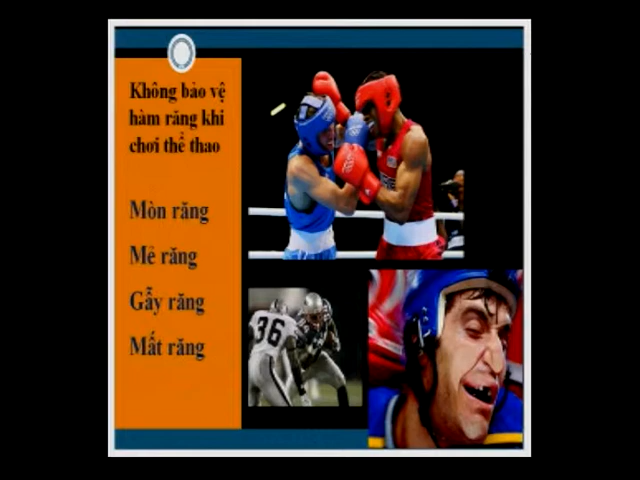 Không bảo vệ
hàm răng khi
chơi thể thao
Mòn răng
Mẻ răng
Gẫy răng
Mất răng
36